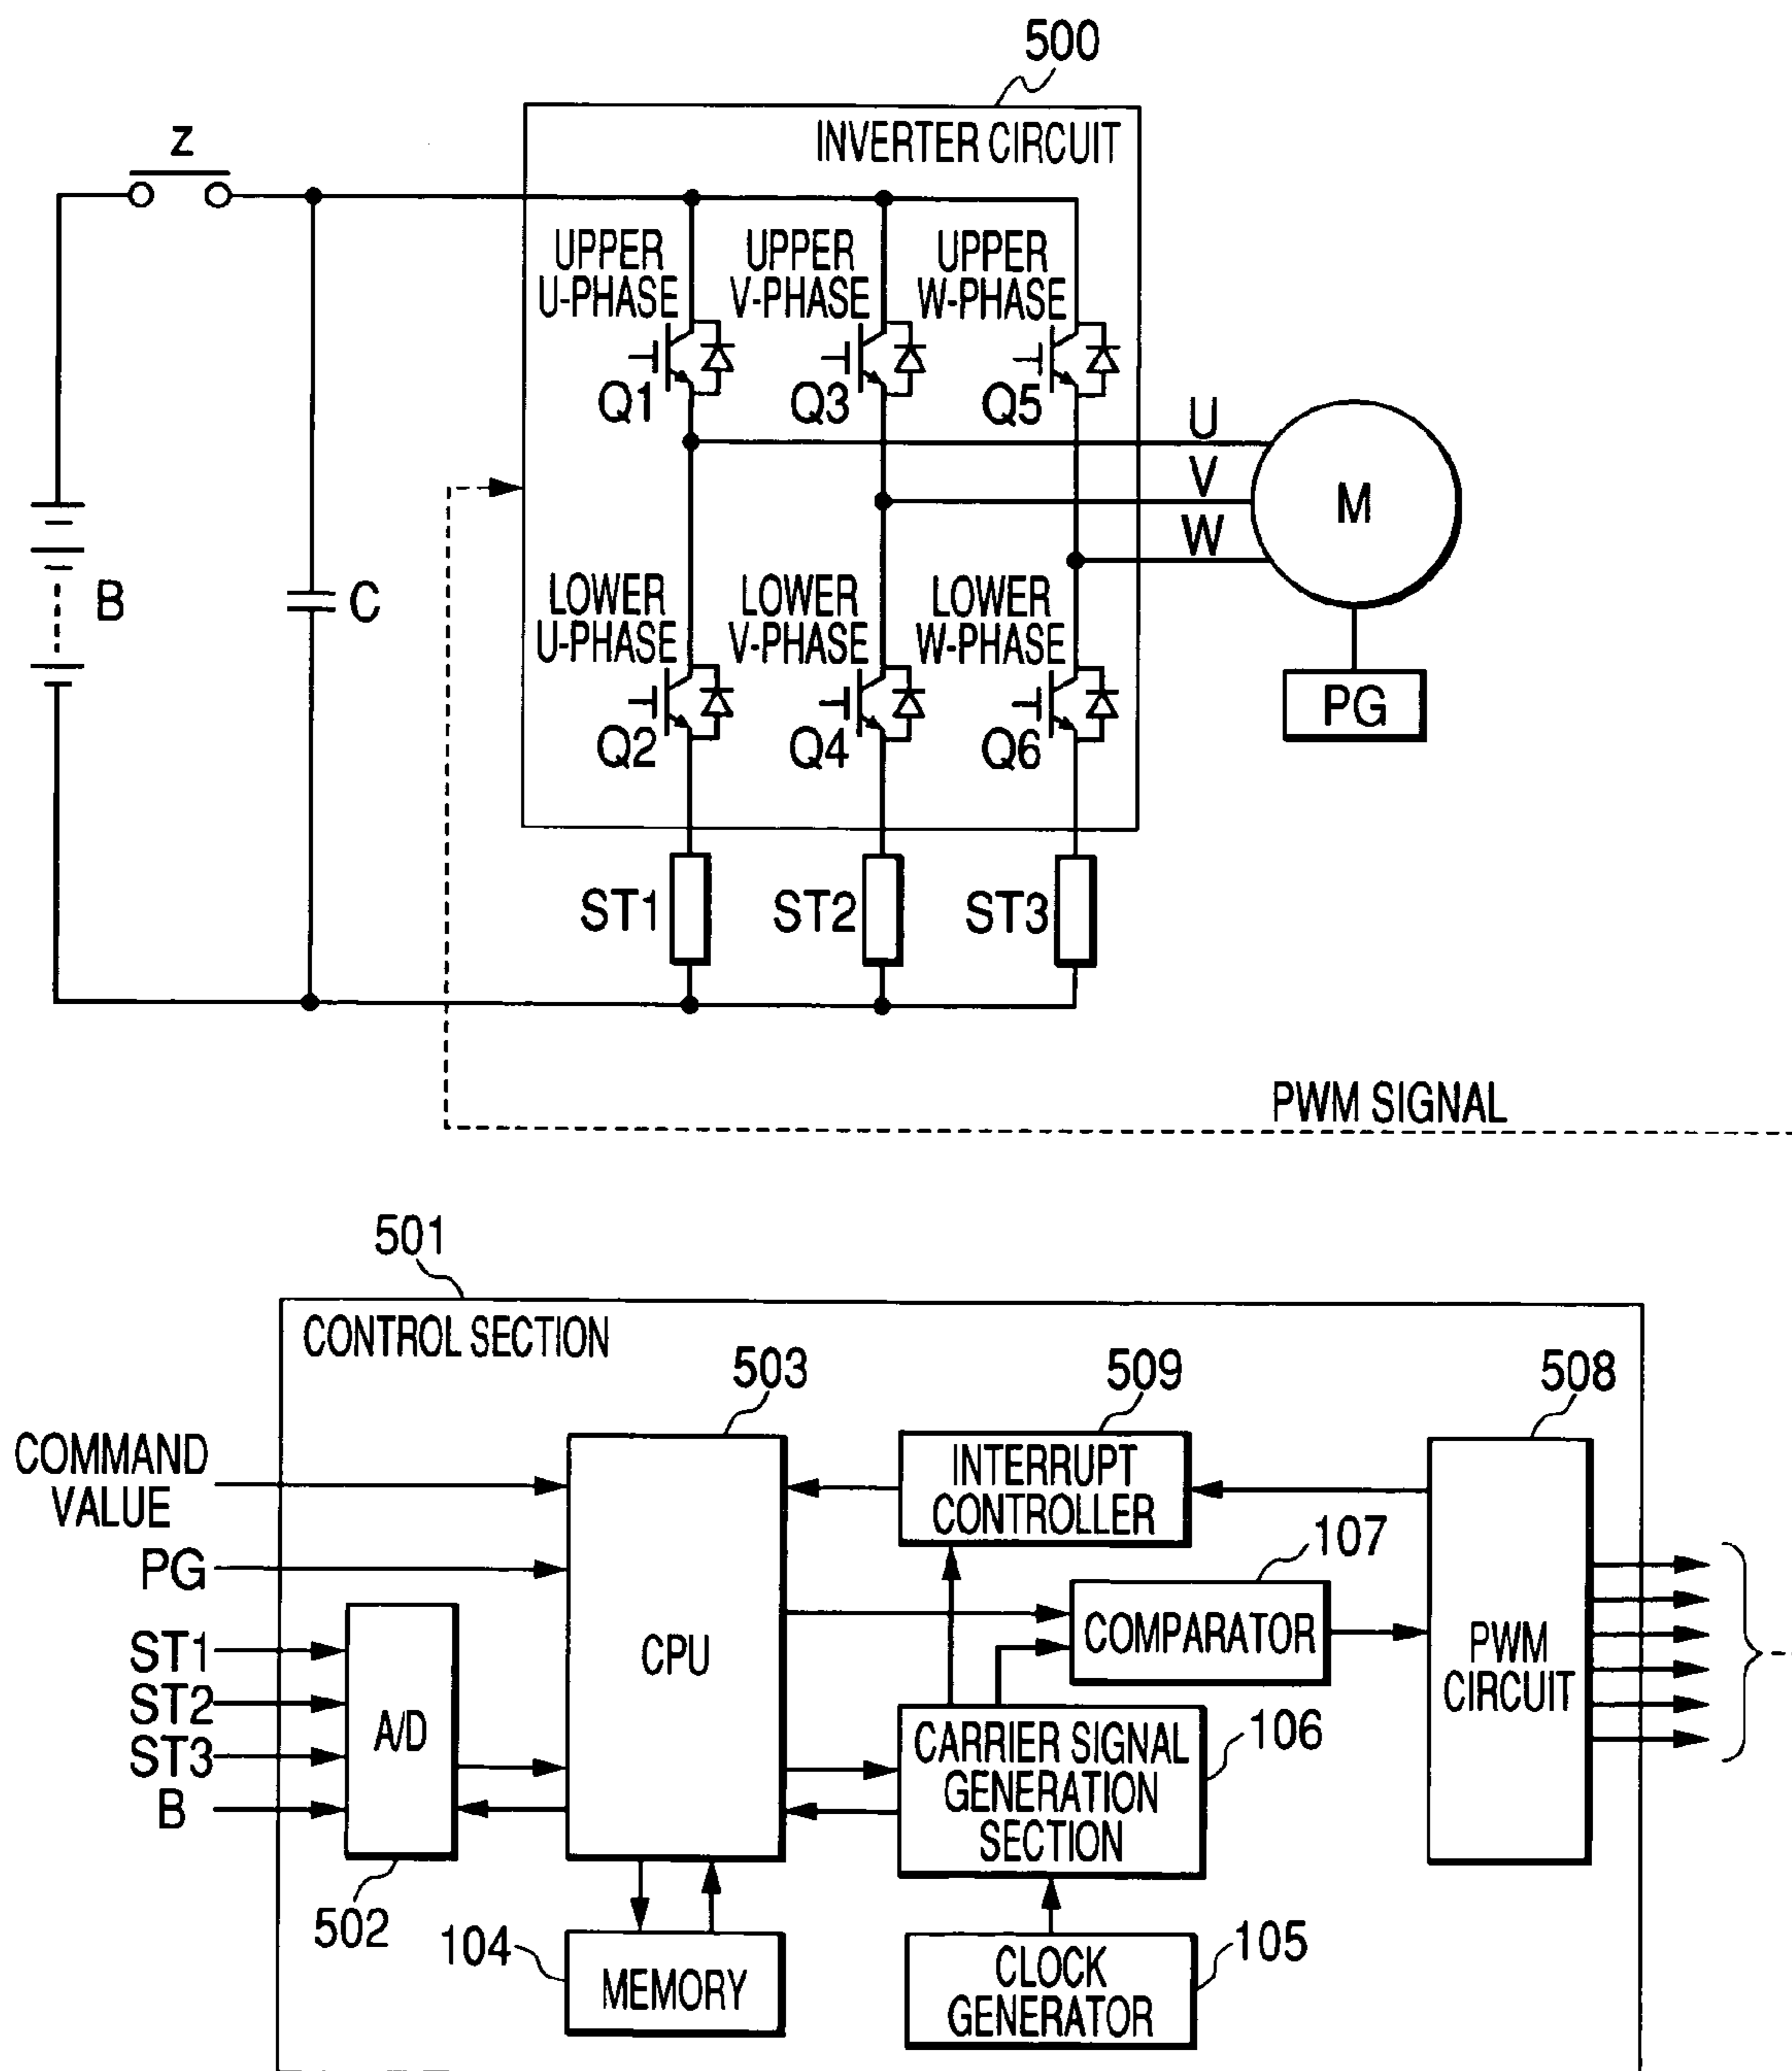 500
INVERTER CIRCUIT
z
UPPER
U-PHASE
UPPER
V-PHASE
UPPER
W-PHASE
Q1
Q3
Q5
U
V
W
M
B
C
LOWER
U-PHASE
LOWER
V-PHASE
LOWER
W-PHASE
Q2
Q4
Q6
PG
ST1
ST2
ST3
PWM SIGNAL
501
CONTROL SECTION
503
509
508
COMMAND
VALUE
INTERRUPT
CONTROLLER
107
PG
COMPARATOR
ST1
ST2
ST3
B
A/D
CPU
PWM
CIRCUIT
CARRIER SIGNAL
GENERATION
SECTION
106
502
104
MEMORY
CLOCK
GENERATOR
105